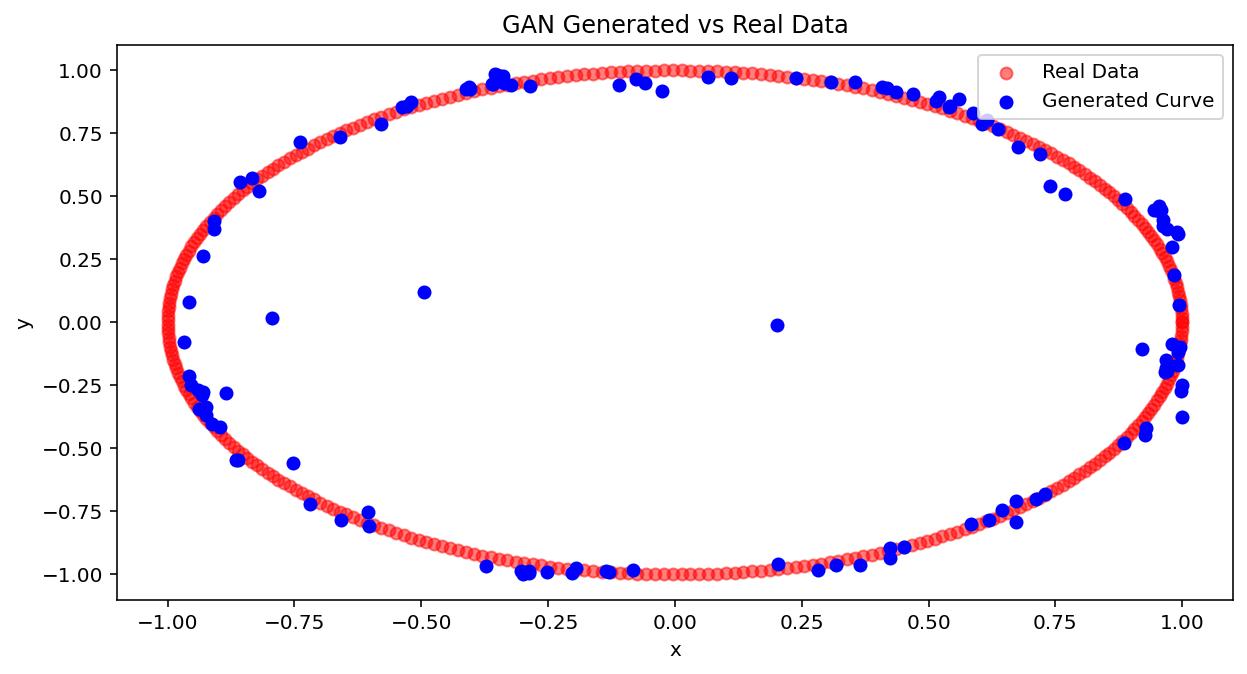 GAN Generated vs Real Data
Real Data
Generated Curve
1.00
0.75
0.50
0.25
0.00
−0.25
−0.50
−0.75
−1.00
y
−1.00 −0.75 −0.50 −0.25 0.00 0.25 0.50 0.75 1.00
x